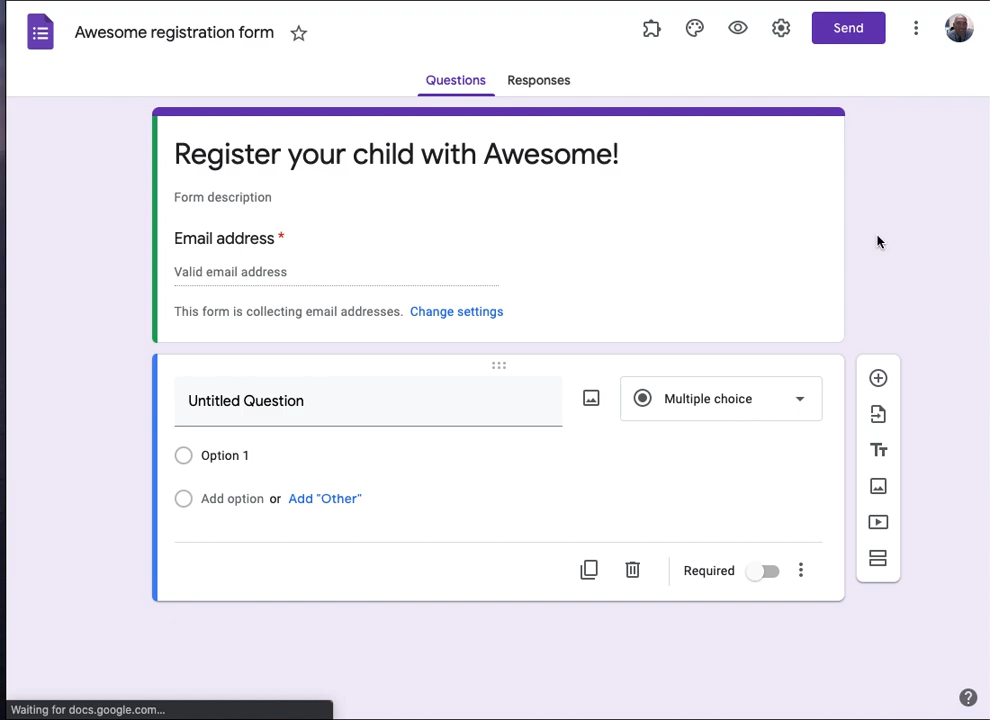 Awesome registration form
Send
Questions Responses
Register your child with Awesome!
Form description
Email address *
Valid email address
This form is collecting email addresses. Change settings
Untitled Question
Multiple choice
Option 1
Add option or Add "Other"
Required
Tт
Waiting for docs.google.com...
?